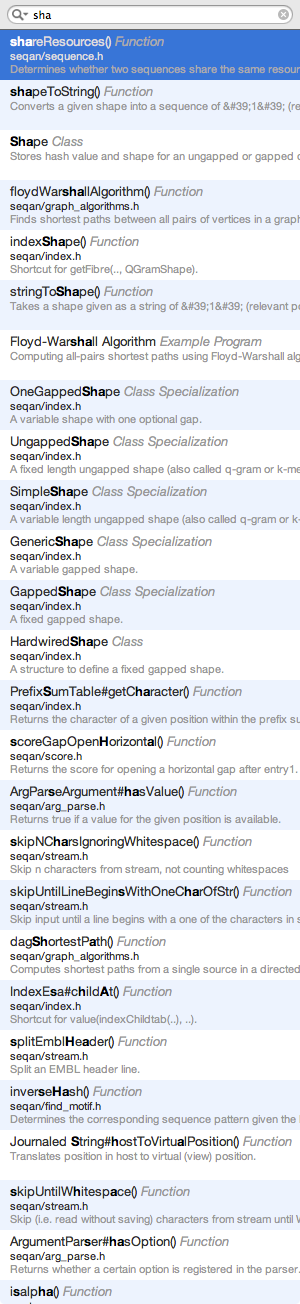 sha
shareResources() Function
seqan/sequence.h
Determines whether two sequences share the same resour
shapeToString() Function
Converts a given shape into a sequence of &#39;1&#39; (re
Shape Class
Stores hash value and shape for an ungapped or gapped
floydWarshallAlgorithm() Function
seqan/graph_algorithms.h
Finds shortest paths between all pairs of vertices in a grap
indexShape() Function
seqan/index.h
Shortcut for getFibre(.., QGramShape).
stringToShape() Function
Takes a shape given as a string of &#39;1&#39; (relevant po
Floyd-Warshall Algorithm Example Program
Computing all-pairs shortest paths using Floyd-Warshall alg
OneGappedShape Class Specialization
seqan/index.h
A variable shape with one optional gap.
UngappedShape Class Specialization
seqan/index.h
A fixed length ungapped shape (also called q-gram or k-me
SimpleShape Class Specialization
seqan/index.h
A variable length ungapped shape (also called q-gram or k-
GenericShape Class Specialization
seqan/index.h
A variable gapped shape.
GappedShape Class Specialization
seqan/index.h
A fixed gapped shape.
HardwiredShape Class
seqan/index.h
A structure to define a fixed gapped shape.
PrefixSumTable#getCharacter() Function
seqan/index.h
Returns the character of a given position within the prefix su
scoreGapOpenHorizontal() Function
seqan/score.h
Returns the score for opening a horizontal gap after entry1.
ArgParseArgument#hasValue() Function
seqan/arg_parse.h
Returns true if a value for the given position is available.
skipNCharsIgnoringWhitespace() Function
seqan/stream.h
Skip n characters from stream, not counting whitespaces
skipUntilLineBeginsWithOneCharOfStr() Function
seqan/stream.h
Skip input until a line begins with a one of the characters in s
dagShortestPath() Function
seqan/graph_algorithms.h
Computes shortest paths from a single source in a directed
IndexEsa#childAt() Function
seqan/index.h
Shortcut for value(indexChildtab(..), ..).
splitEmblHeader() Function
seqan/stream.h
Split an EMBL header line.
inverseHash() Function
seqan/find_motif.h
Determines the corresponding sequence pattern given the
Journaled String#hostToVirtualPosition() Function
Translates position in host to virtual (view) position.
skipUntilWhitespace() Function
seqan/stream.h
Skip (i.e. read without saving) characters from stream until W
ArgumentParser#hasOption() Function
seqan/arg_parse.h
Returns whether a certain option is registered in the parser.
isalpha() Function